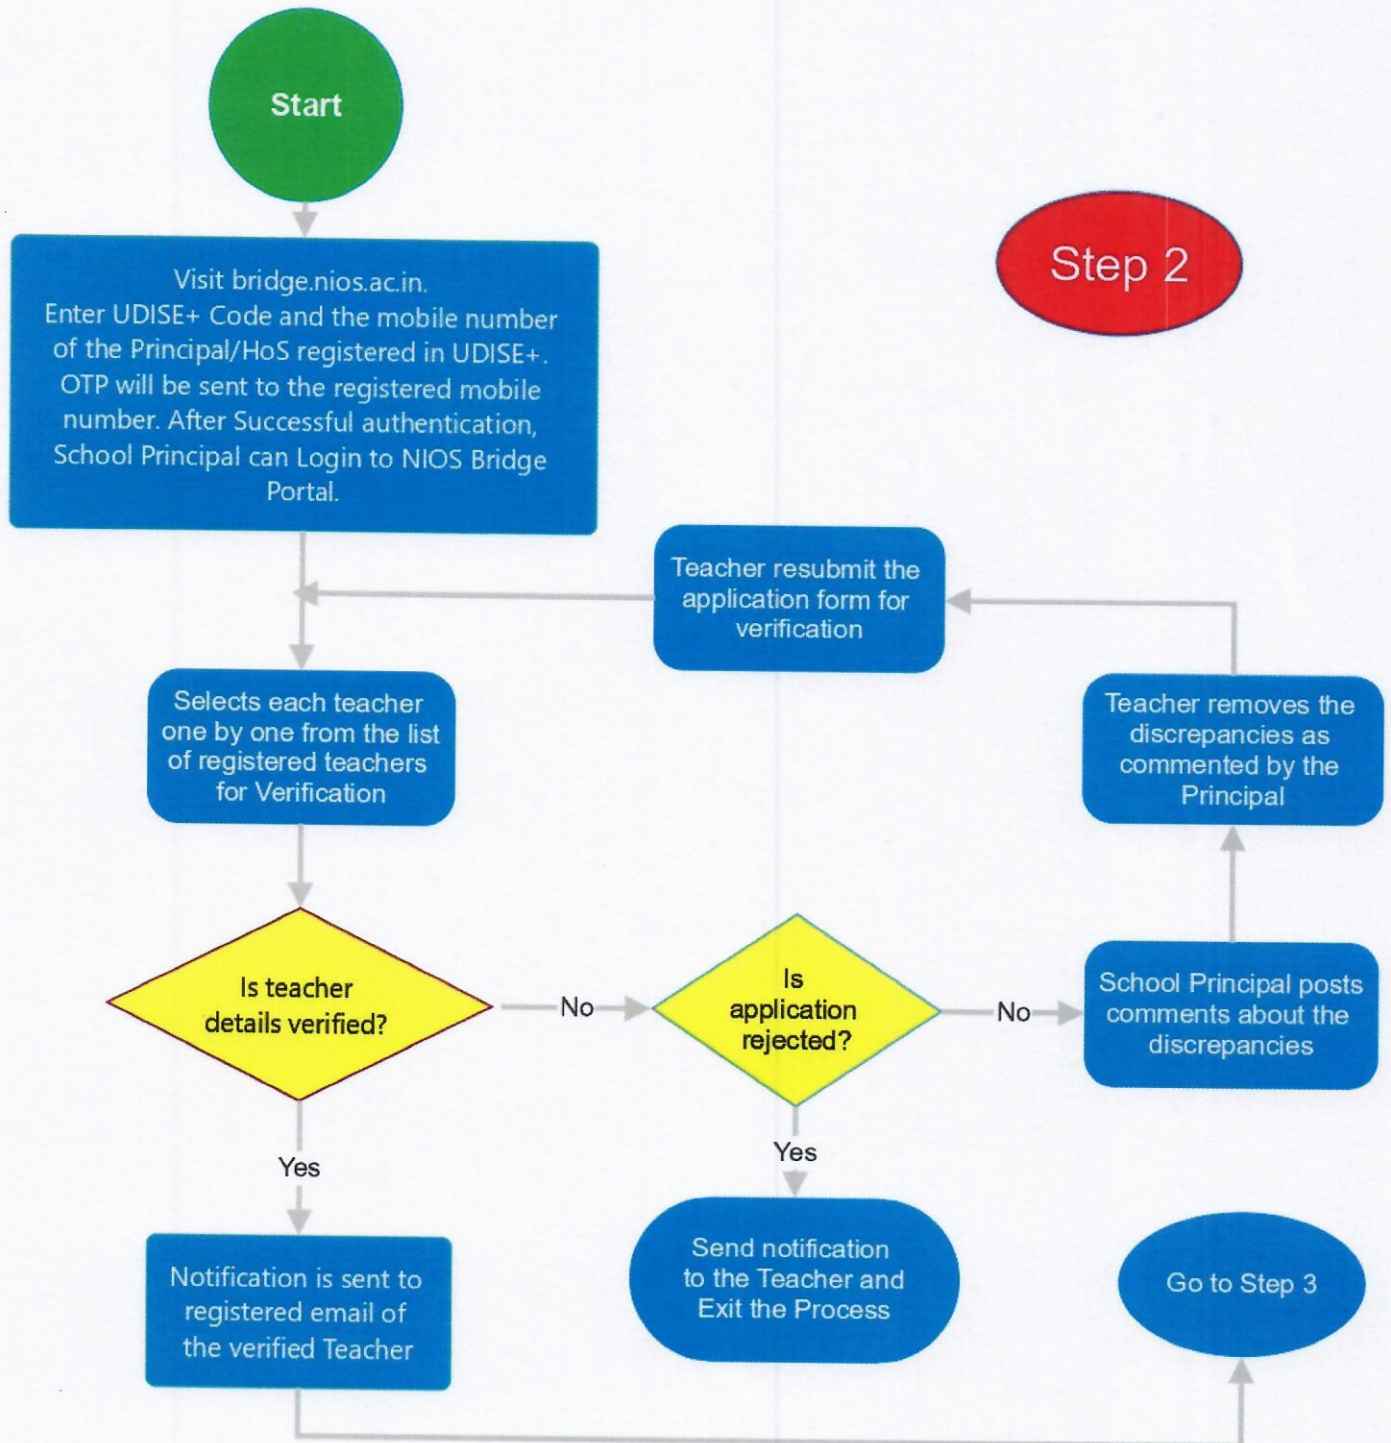 Start
Step 2
Visit bridge.nios.ac.in.
Enter UDISE+ Code and the mobile number
of the Principal/HoS registered in UDISE+.
OTP will be sent to the registered mobile
number. After Successful authentication,
School Principal can Login to NIOS Bridge
Portal.
Teacher resubmit the
application form for
verification
Selects each teacher
one by one from the list
of registered teachers
for Verification
Teacher removes the
discrepancies as
commented by the
Principal
Is teacher
details verified?
No
Is
application
rejected?
No
School Principal posts
comments about the
discrepancies
Yes
Yes
Notification is sent to
registered email of
the verified Teacher
Send notification
to the Teacher and
Exit the Process
Go to Step 3